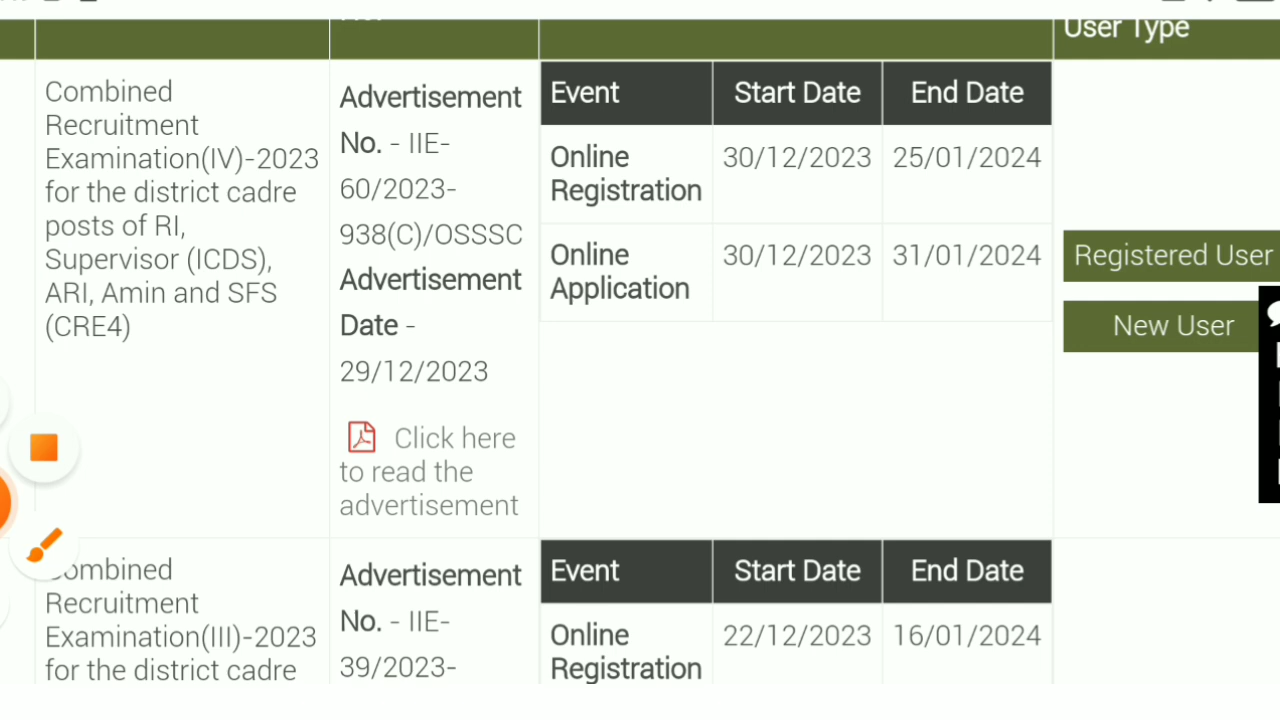 User Type
Combined
Recruitment
Examination(IV)-2023
for the district cadre
posts of RI,
Supervisor (ICDS),
ARI, Amin and SFS
(CRE4)
Advertisement
No. - IIE-
60/2023-
938(C)/OSSSC
Advertisement
Date -
29/12/2023
Click here
to read the
advertisement
Event Start Date End Date
Online
Registration 30/12/2023 25/01/2024
Online
Application 30/12/2023 31/01/2024
Registered User
New User
Recruitment
Examination(III)-2023
for the district cadre
Advertisement
No. - IIE-
39/2023-
Event Start Date End Date
Online
Registration 22/12/2023 16/01/2024